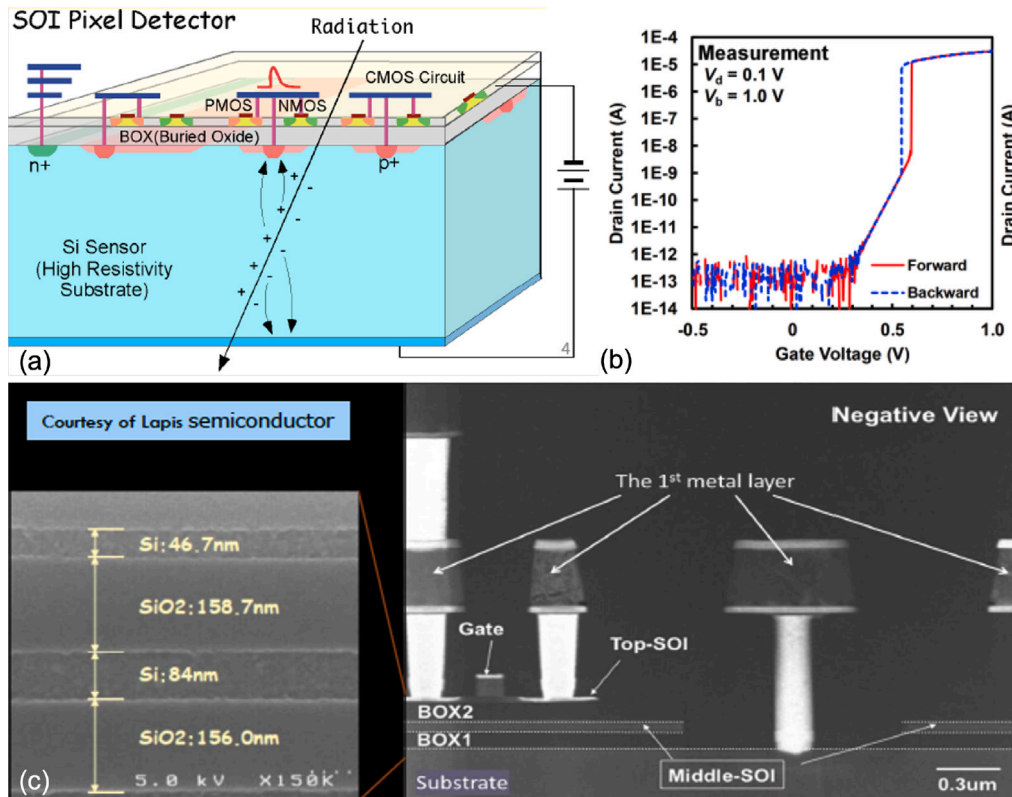 SOI Pixel Detector
Radiation
CMOS Circuit
PMOS
NMOS
BOX(Buried Oxide)
n+
p+
+ -
+ -
+ -
+ -
+ -
+ -
Si Sensor
(High Resistivity
Substrate)
4
(a)
Drain Current (A)
1E-4
1E-5
1E-6
1E-7
1E-8
1E-9
1E-10
1E-11
1E-12
1E-13
1E-14
Measurement
Vd = 0.1 V
Vb = 1.0 V
Forward
Backward
-0.5
0
0.5
1.0
Gate Voltage (V)
Drain Current (A)
(b)
Courtesy of Lapis semiconductor
Si:46.7nm
SiO2:158.7nm
Si:84nm
SiO2:156.0nm
5.0 kV X150K
(c)
Negative View
The 1st metal layer
Gate
Top-SOI
BOX2
BOX1
Middle-SOI
Substrate
0.3um